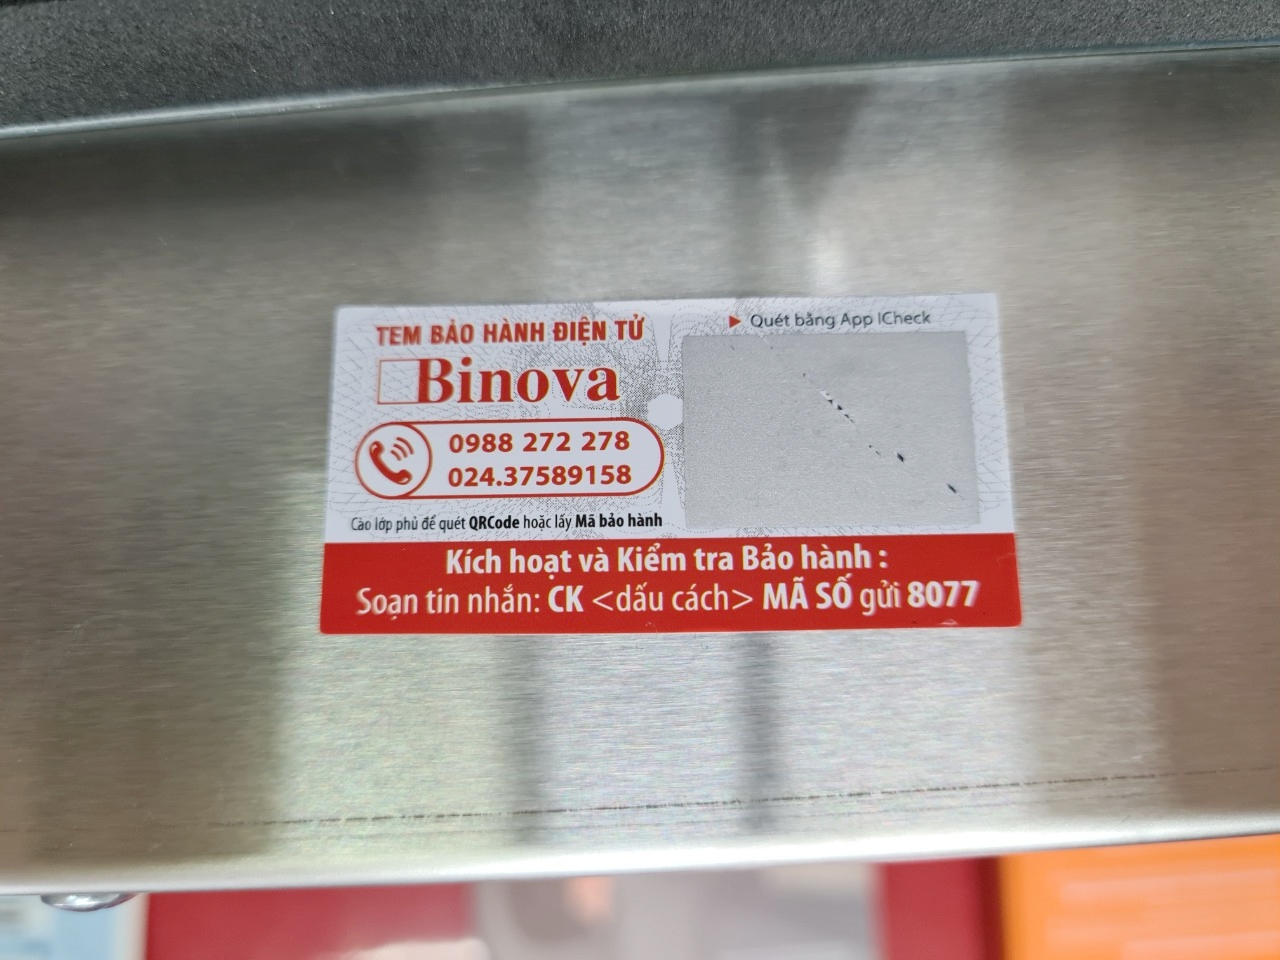 TEM BẢO HÀNH ĐIỆN TỬ
Binova
0988 272 278
024.37589158
Cào lớp phủ để quét QRCode hoặc lấy Mã bảo hành
Quét bằng App ICheck
Kích hoạt và Kiểm tra Bảo hành :
Soạn tin nhắn: CK <dấu cách> MÃ SỐ gửi 8077